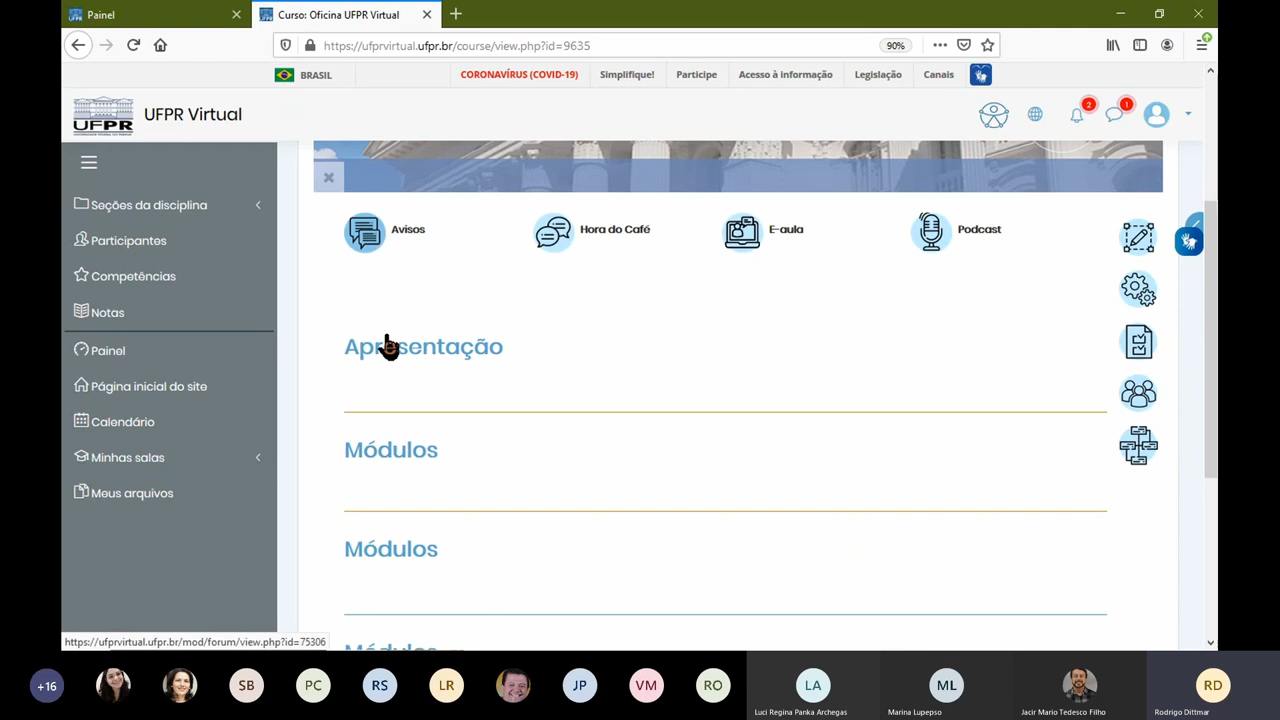 Painel
Curso: Oficina UFPR Virtual
https://ufprvirtual.ufpr.br/course/view.php?id=9635
90%
BRASIL
CORONAVÍRUS (COVID-19)
Simplifique!
Participe
Acesso à informação
Legislação
Canais
UFPR
UFPR Virtual
2
1
Seções da disciplina
Participantes
Competências
Notas
Painel
Página inicial do site
Calendário
Minhas salas
Meus arquivos
Avisos
Hora do Café
E-aula
Podcast
Apresentação
Módulos
Módulos
Módulos
https://ufprvirtual.ufpr.br/mod/forum/view.php?id=75306
+16
SB
PC
RS
LR
JP
VM
RO
LA
ML
RD
Luci Regina Panka Archegas
Marina Lupepso
Jacir Mario Tedesco Filho
Rodrigo Dittmar